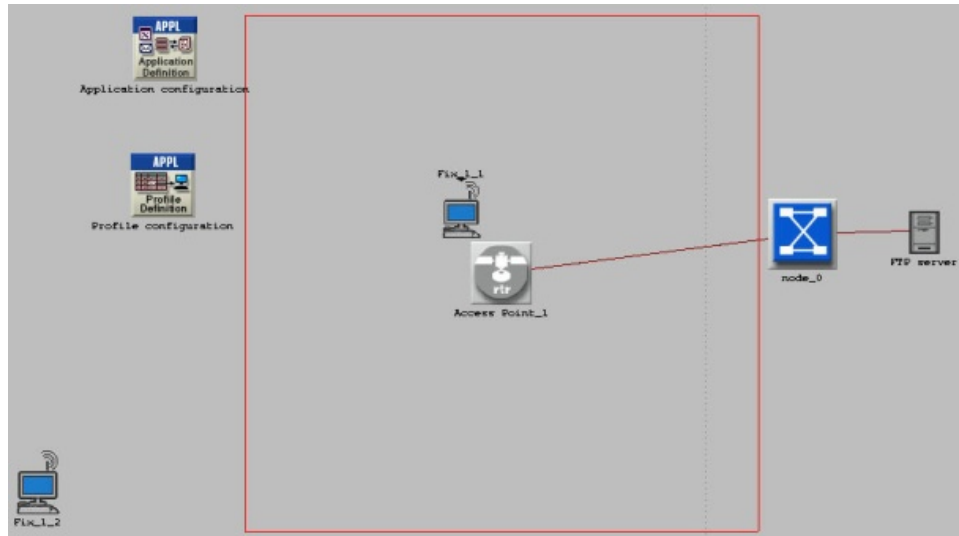 APPL
Application
Definition
Application configuration
APPL
Profile
Definition
Profile configuration
Fix_1_1
rtr
Access Point_1
node_0
FTP server
Fix_1_2